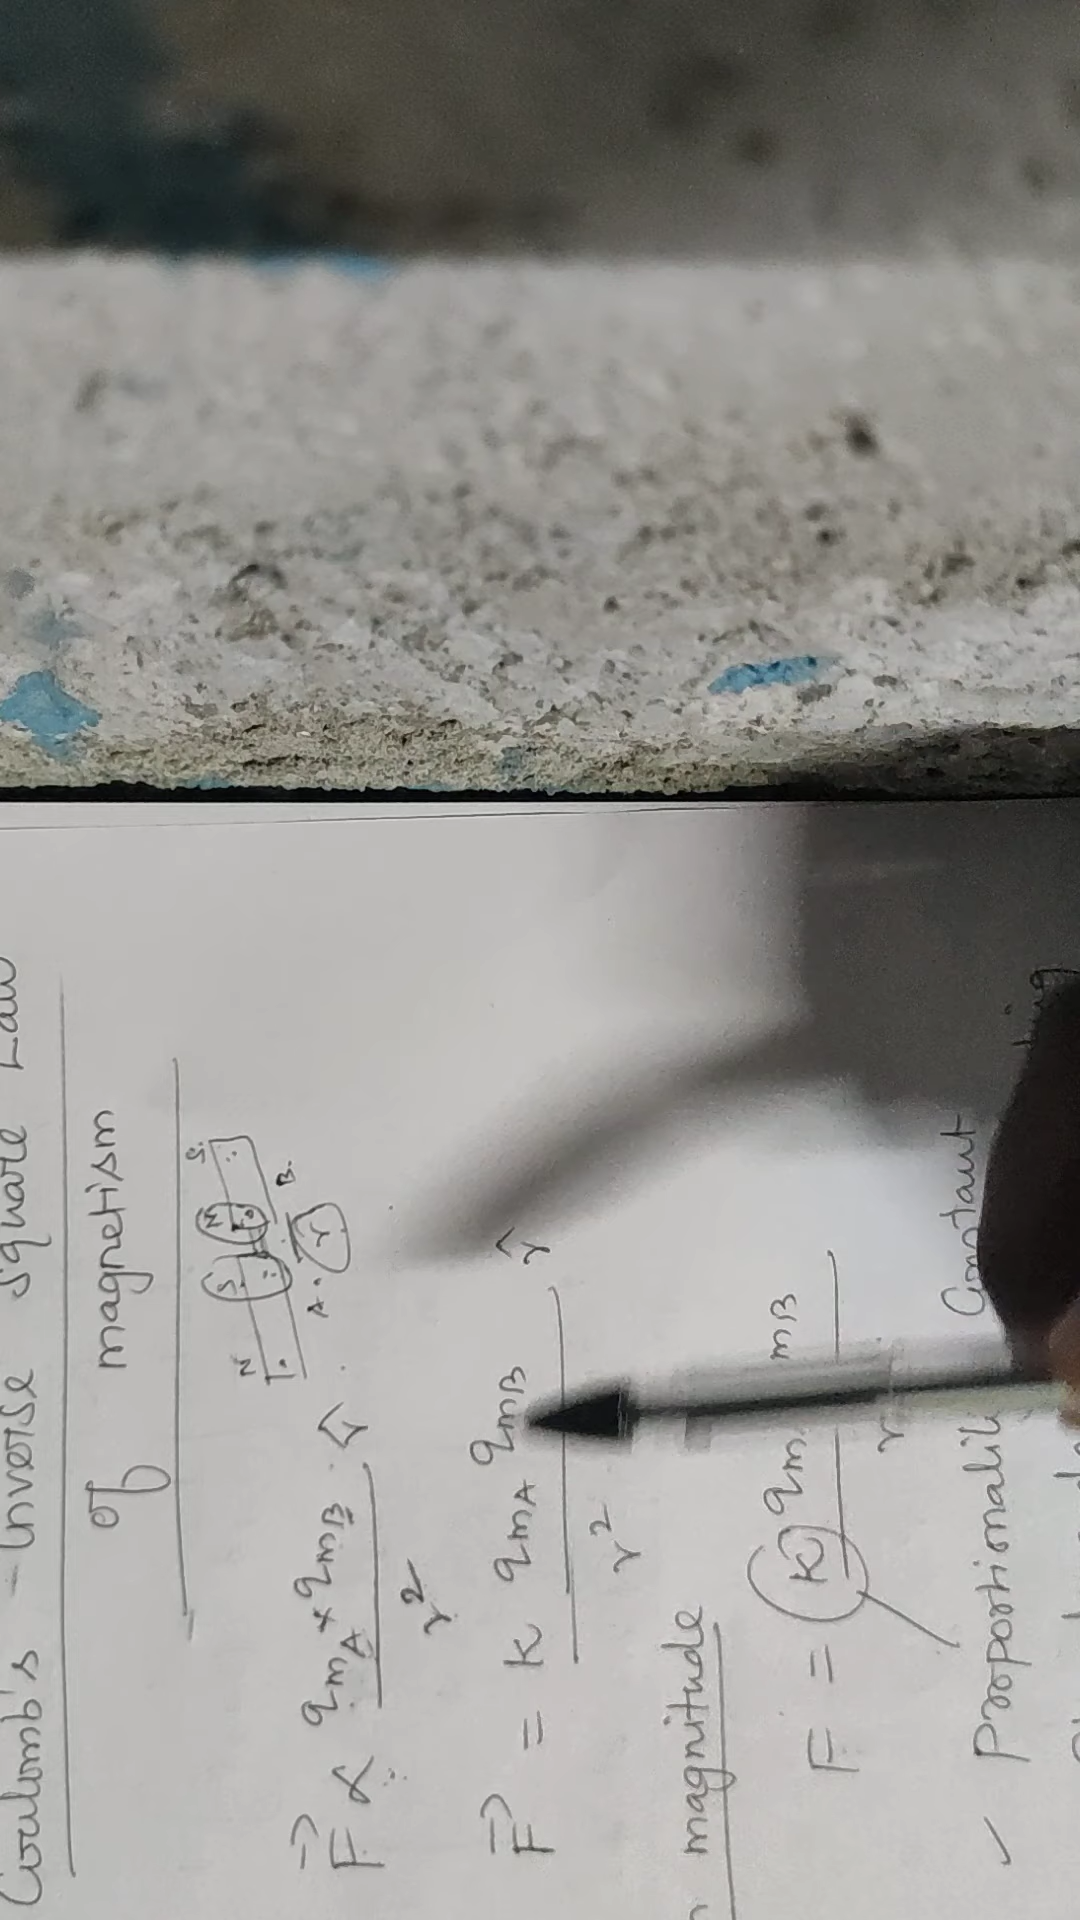 Coulomb's - Inverse Square Law
of magnetism
N S N S
A r B
F⃗ ∝ qmA × qmB / r² r̂
F⃗ = K qmA qmB / r² r̂
magnitude
F = K qm mB / r
✓ Proportionality Constant